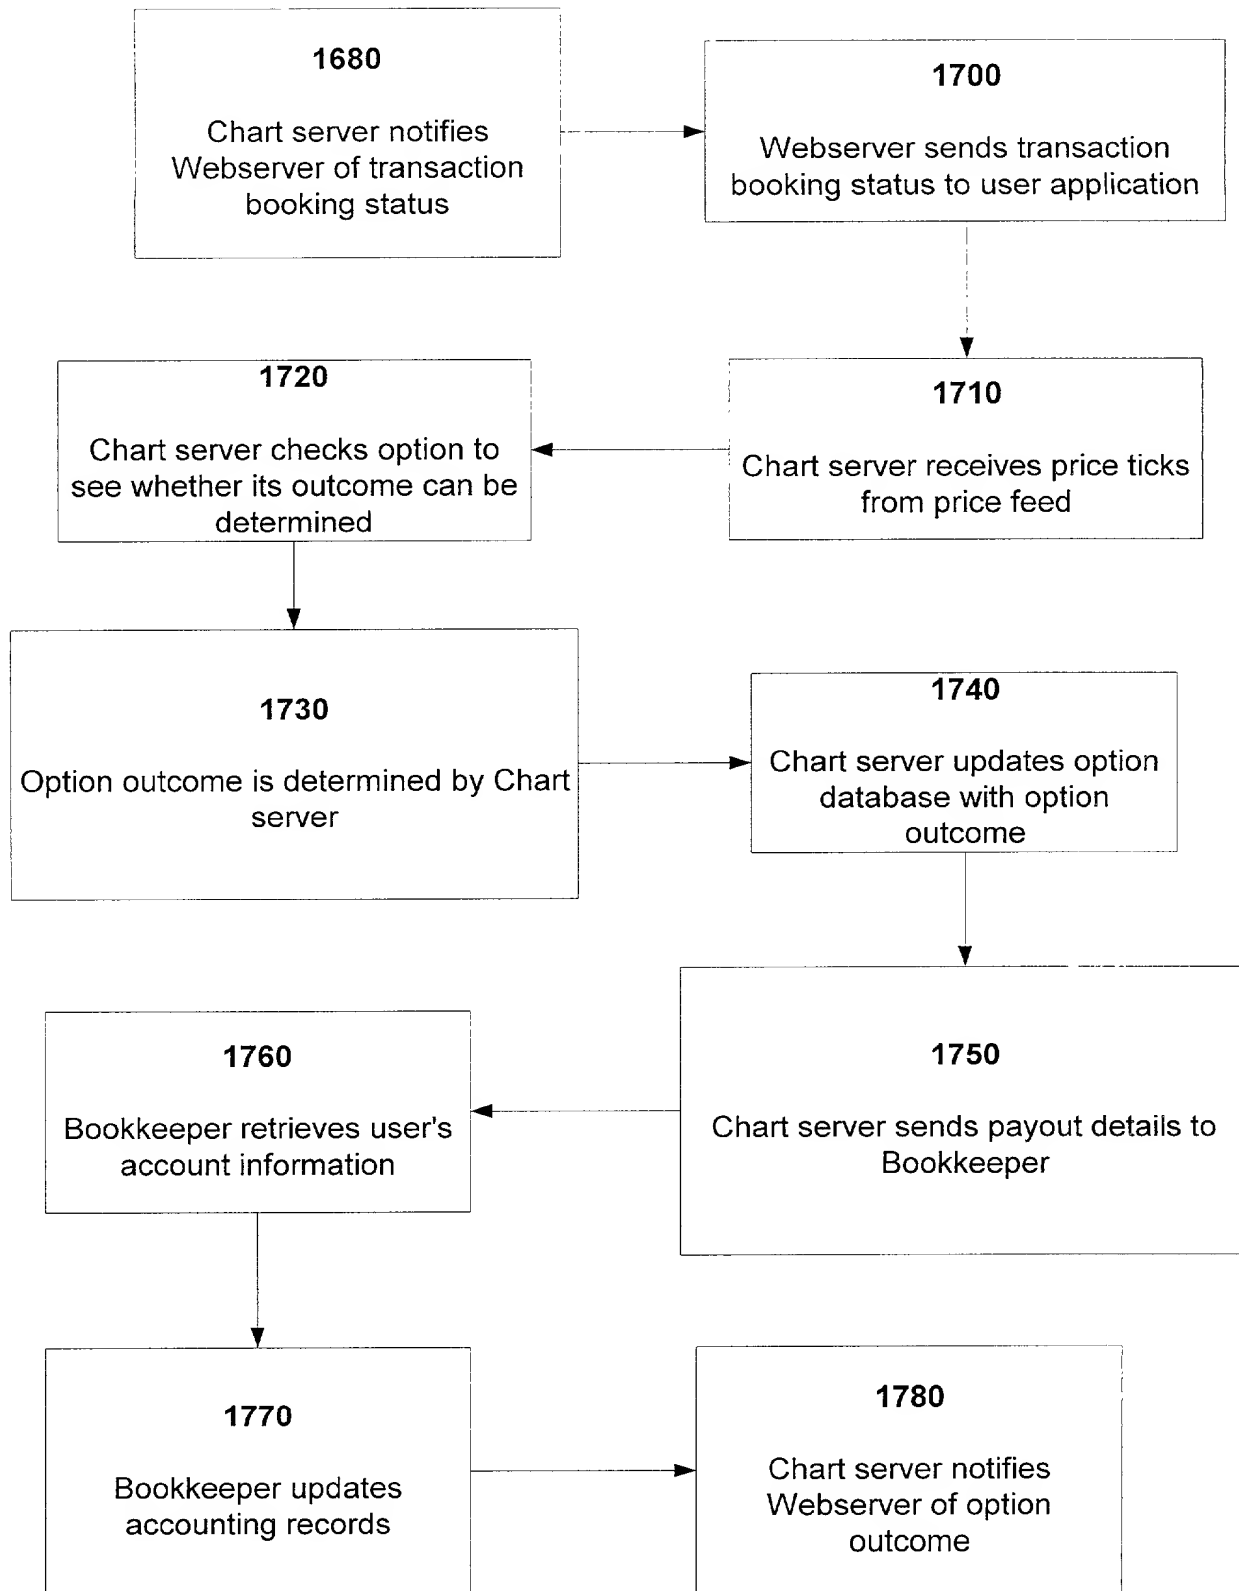 1680
Chart server notifies
Webserver of transaction
booking status
1700
Webserver sends transaction
booking status to user application
1710
Chart server receives price ticks
from price feed
1720
Chart server checks option to
see whether its outcome can be
determined
1730
Option outcome is determined by Chart
server
1740
Chart server updates option
database with option
outcome
1750
Chart server sends payout details to
Bookkeeper
1760
Bookkeeper retrieves user's
account information
1770
Bookkeeper updates
accounting records
1780
Chart server notifies
Webserver of option
outcome